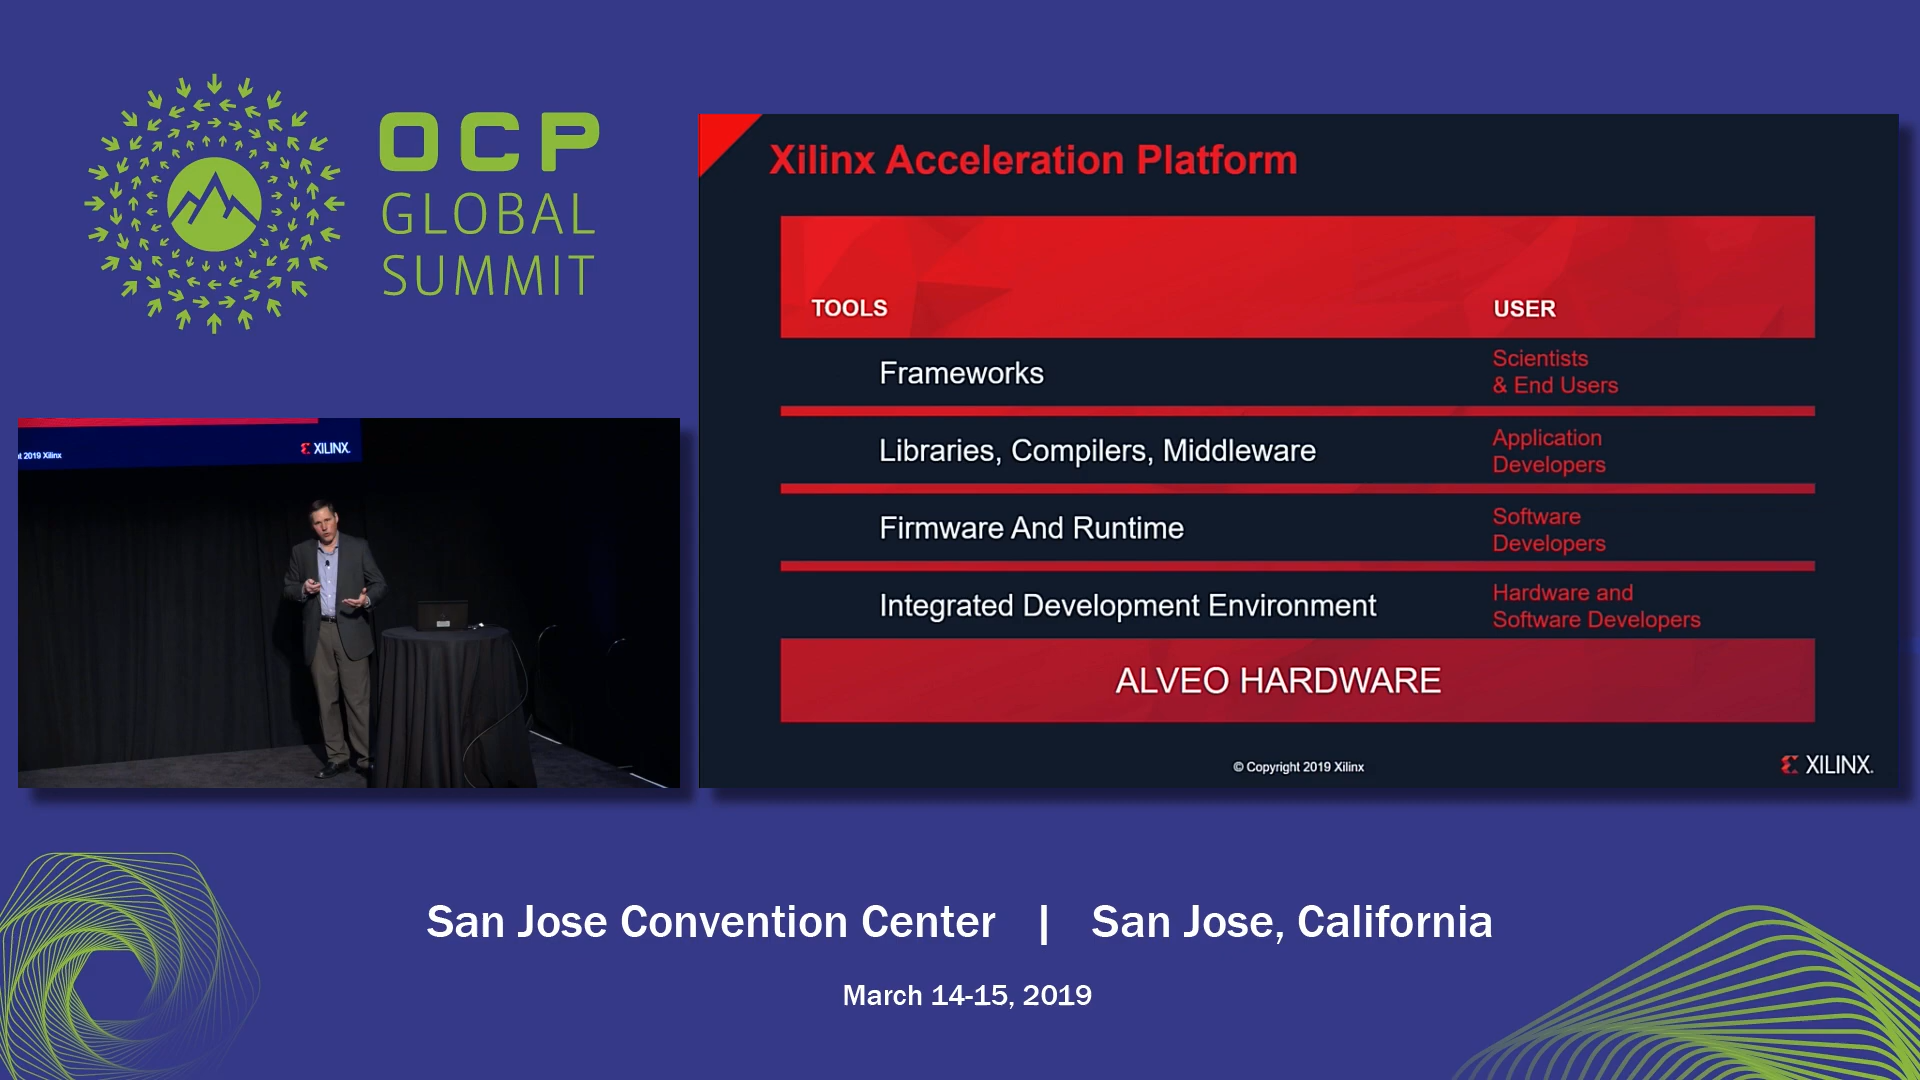 OCP
GLOBAL
SUMMIT
Xilinx Acceleration Platform
TOOLS
USER
Frameworks
Scientists
& End Users
Libraries, Compilers, Middleware
Application
Developers
Firmware And Runtime
Software
Developers
Integrated Development Environment
Hardware and
Software Developers
ALVEO HARDWARE
© Copyright 2019 Xilinx
XILINX.
2019 Xilinx
XILINX.
San Jose Convention Center | San Jose, California
March 14-15, 2019